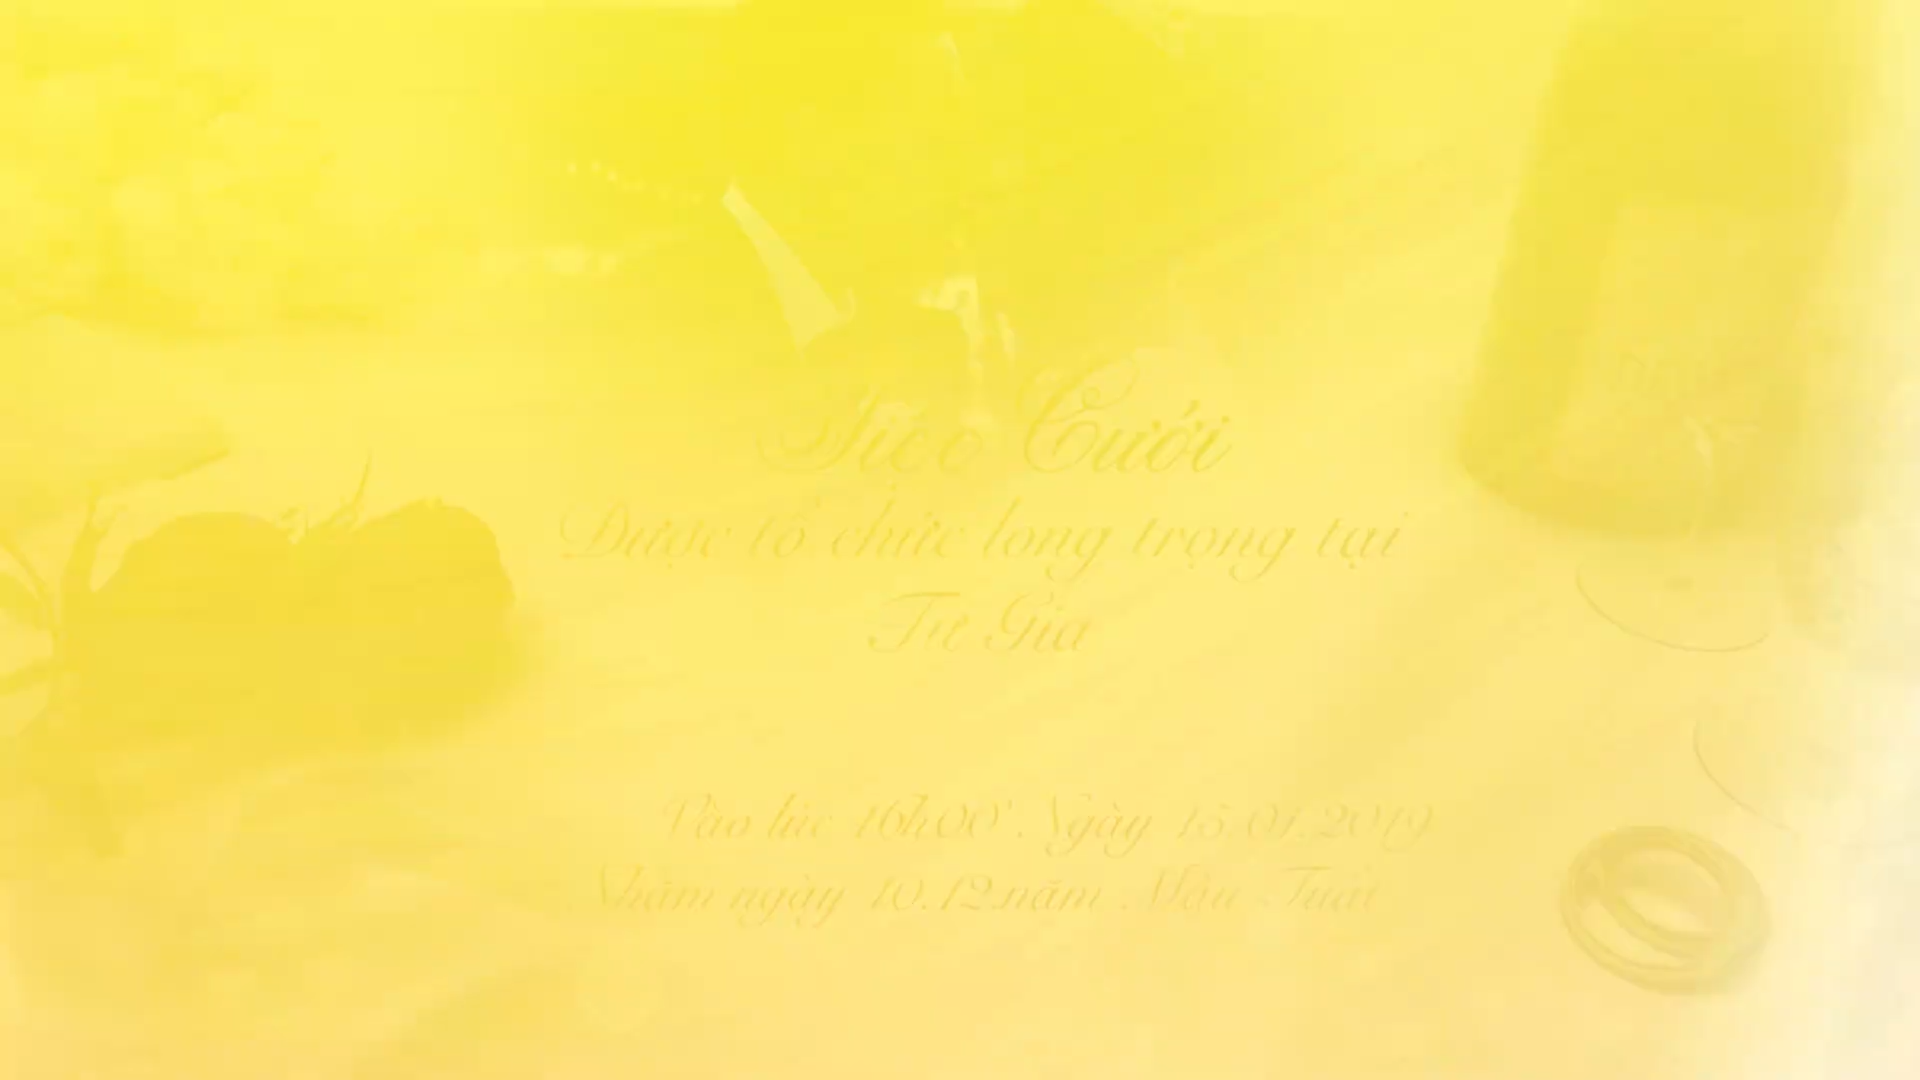 Tiệc Cưới
Được tổ chức long trọng tại
Tư Gia
Vào lúc 16h00' Ngày 15.01.2019
Nhằm ngày 10.12.năm Mậu Tuất